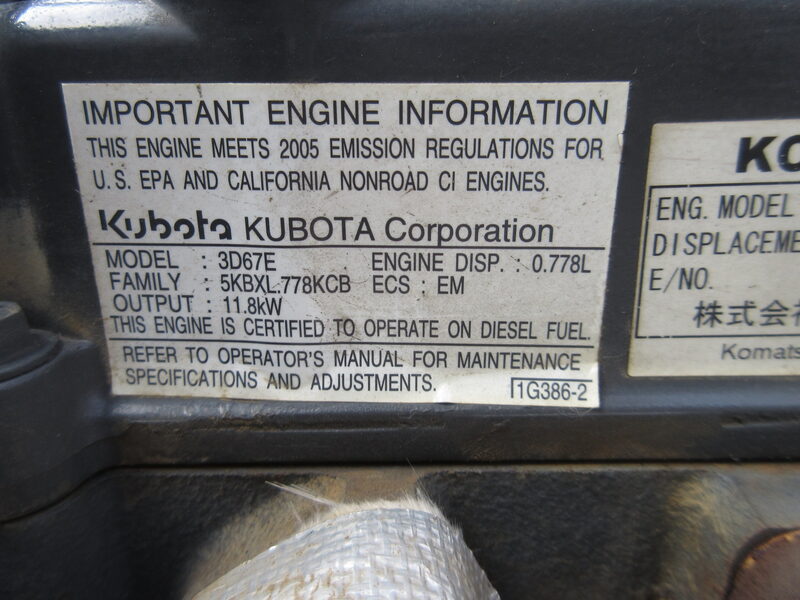 IMPORTANT ENGINE INFORMATION
THIS ENGINE MEETS 2005 EMISSION REGULATIONS FOR
U.S. EPA AND CALIFORNIA NONROAD CI ENGINES.
Kubota KUBOTA Corporation
MODEL : 3D67E ENGINE DISP. : 0.778L
FAMILY : 5KBXL.778KCB ECS : EM
OUTPUT : 11.8kW
THIS ENGINE IS CERTIFIED TO OPERATE ON DIESEL FUEL.
REFER TO OPERATOR'S MANUAL FOR MAINTENANCE
SPECIFICATIONS AND ADJUSTMENTS.
1G386-2
ENG. MODEL
E/NO.
株式会